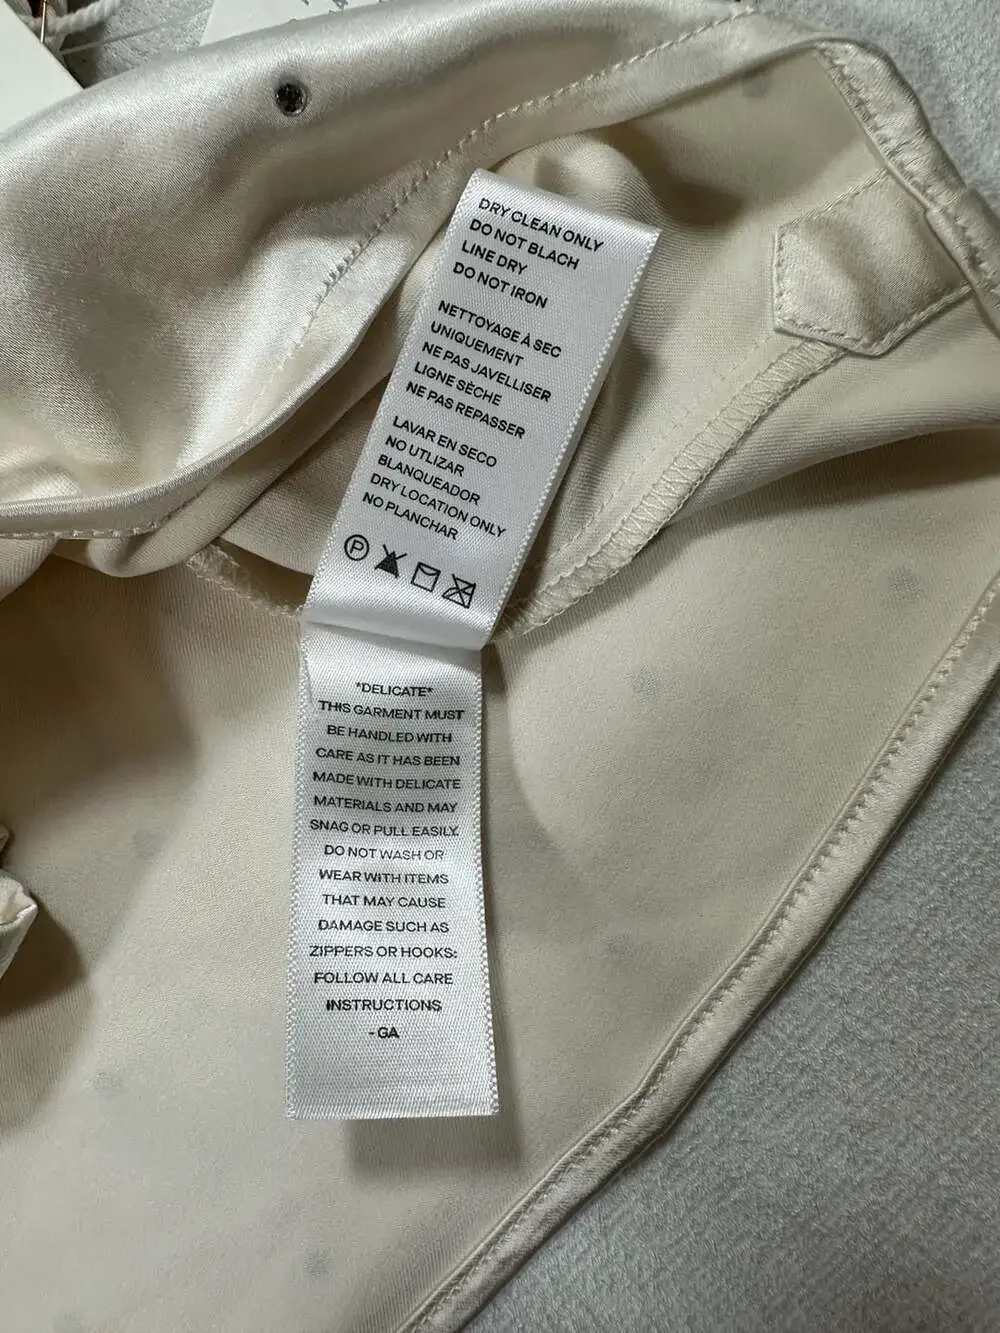 DRY CLEAN ONLY
DO NOT BLACH
LINE DRY
DO NOT IRON
NETTOYAGE À SEC
UNIQUEMENT
NE PAS JAVELLISER
LIGNE SÈCHE
NE PAS REPASSER
LAVAR EN SECO
NO UTLIZAR
BLANQUEADOR
DRY LOCATION ONLY
NO PLANCHAR
P
*DELICATE*
THIS GARMENT MUST
BE HANDLED WITH
CARE AS IT HAS BEEN
MADE WITH DELICATE
MATERIALS AND MAY
SNAG OR PULL EASILY.
DO NOT WASH OR
WEAR WITH ITEMS
THAT MAY CAUSE
DAMAGE SUCH AS
ZIPPERS OR HOOKS:
FOLLOW ALL CARE
INSTRUCTIONS
-GA